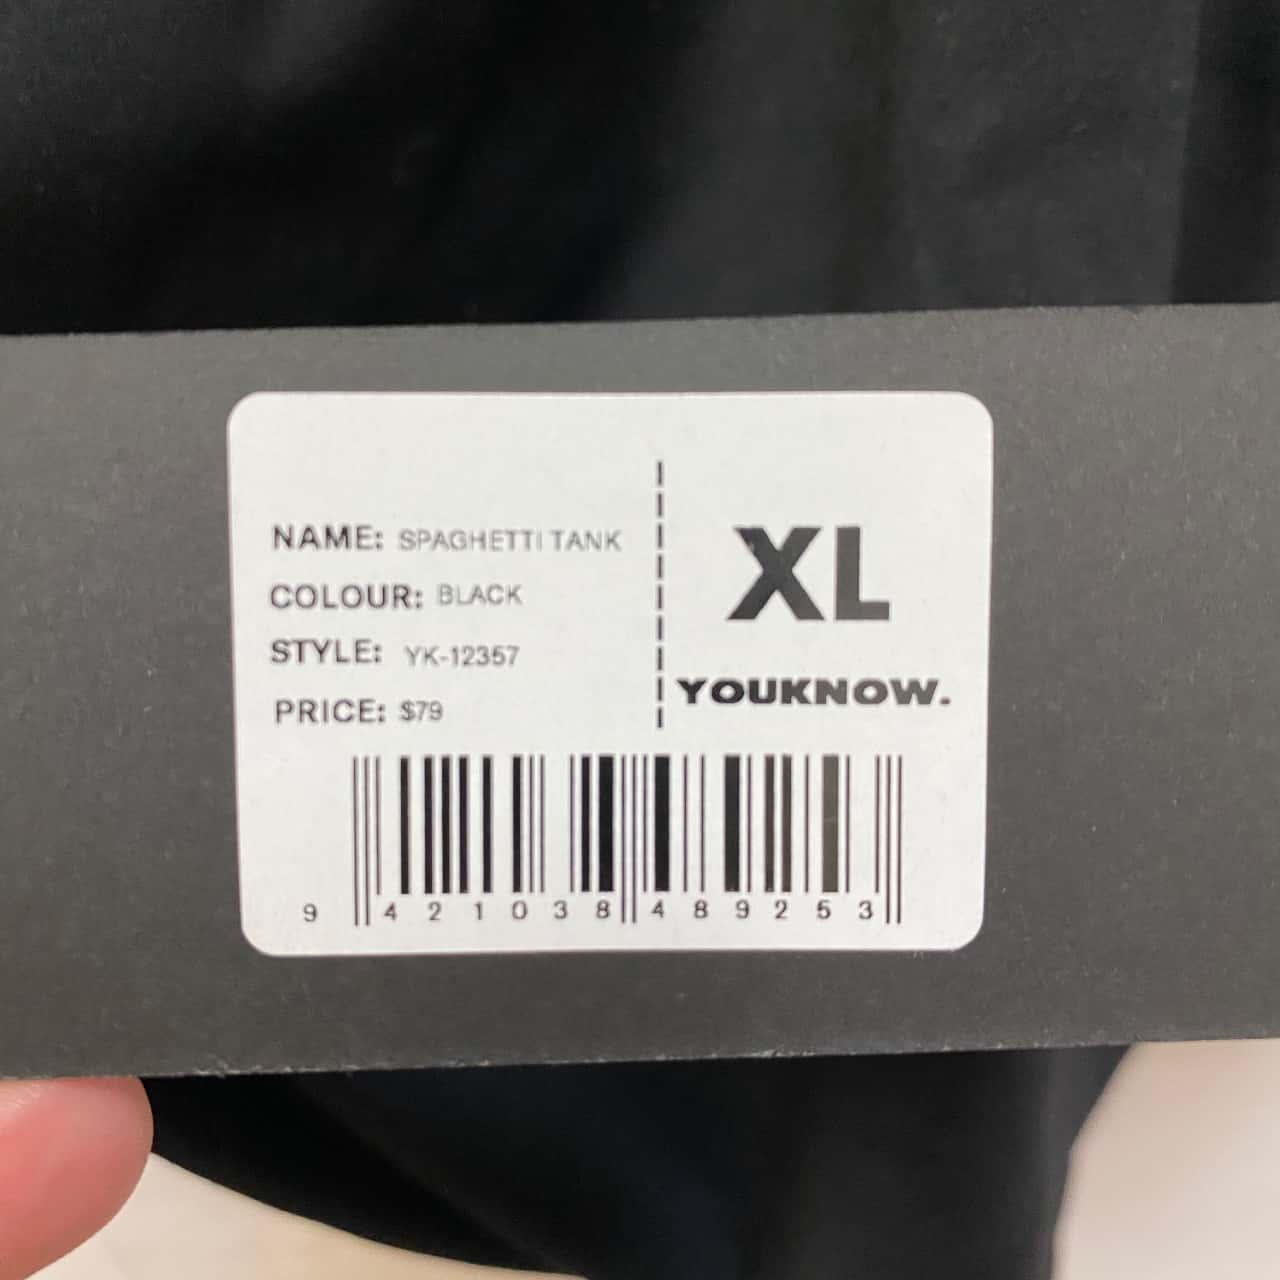 NAME: SPAGHETTI TANK
COLOUR: BLACK
STYLE: YK-12357
PRICE: $79
XL
YOUKNOW.
9 421038 489253